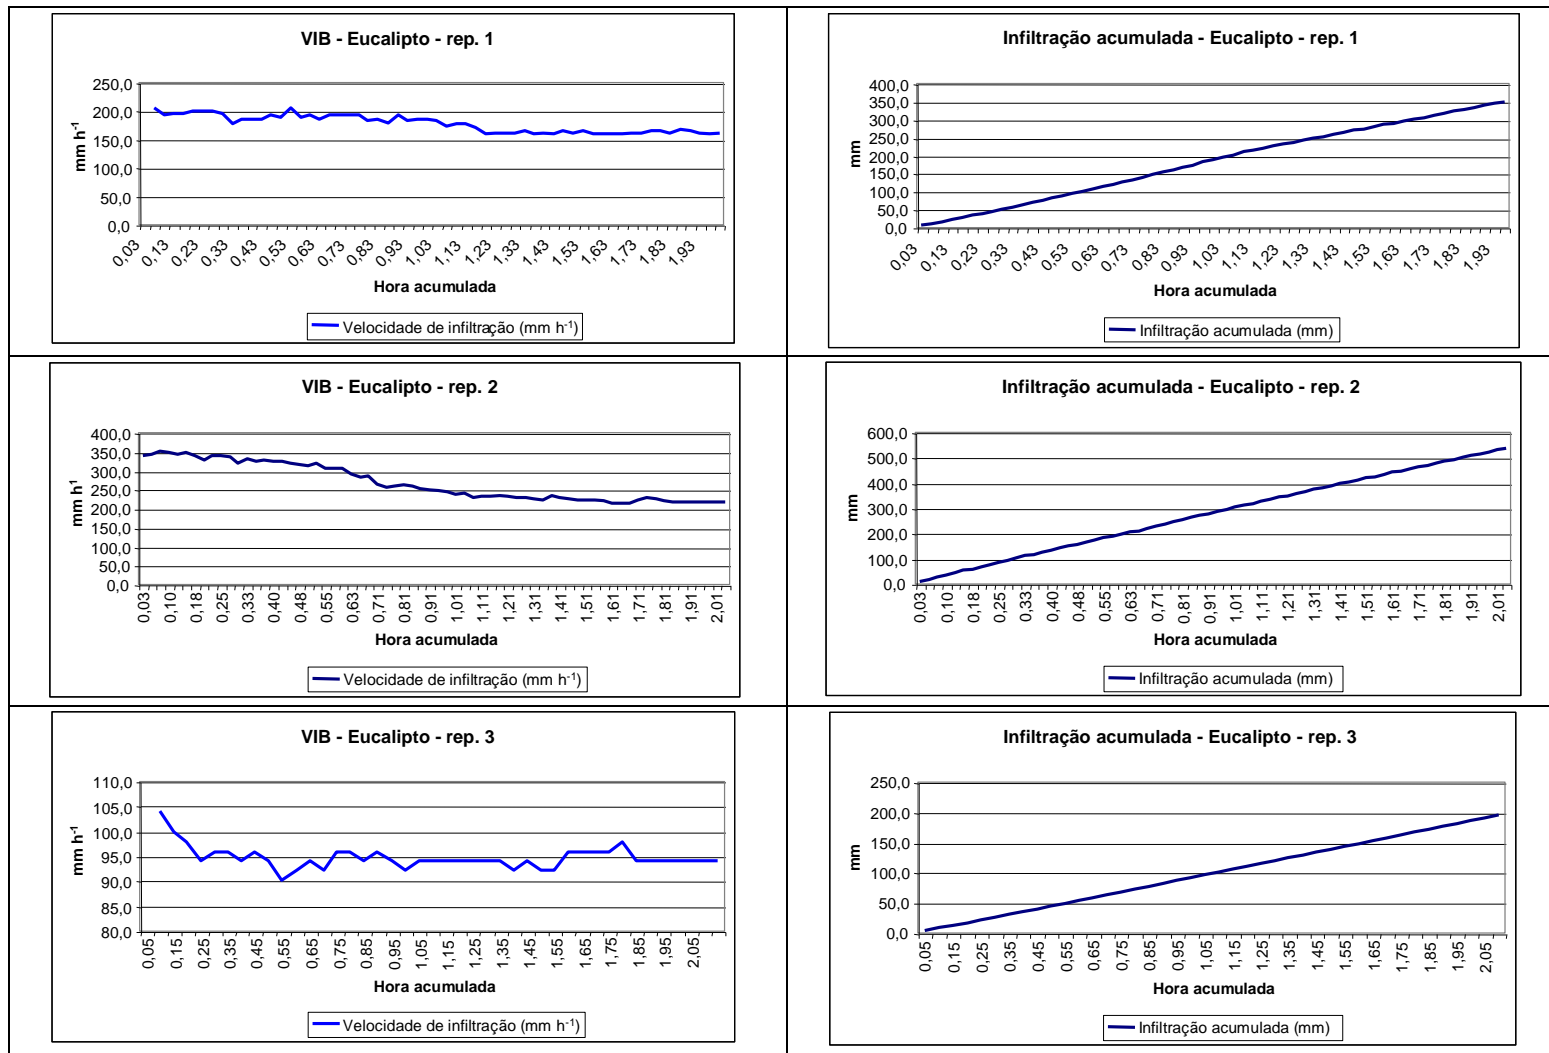 VIB - Eucalipto - rep. 1
250,0
200,0
150,0
100,0
50,0
0,0
mm h-1
0,03 0,13 0,23 0,33 0,43 0,53 0,63 0,73 0,83 0,93 1,03 1,13 1,23 1,33 1,43 1,53 1,63 1,73 1,83 1,93
Hora acumulada
Velocidade de infiltração (mm h-1)
Infiltração acumulada - Eucalipto - rep. 1
400,0
350,0
300,0
250,0
200,0
150,0
100,0
50,0
0,0
mm
0,03 0,13 0,23 0,33 0,43 0,53 0,63 0,73 0,83 0,93 1,03 1,13 1,23 1,33 1,43 1,53 1,63 1,73 1,83 1,93
Hora acumulada
Infiltração acumulada (mm)
VIB - Eucalipto - rep. 2
400,0
350,0
300,0
250,0
200,0
150,0
100,0
50,0
0,0
mm h1
0,03 0,10 0,18 0,25 0,33 0,40 0,48 0,55 0,63 0,71 0,81 0,91 1,01 1,11 1,21 1,31 1,41 1,51 1,61 1,71 1,81 1,91 2,01
Hora acumulada
Velocidade de infiltração (mm h-1)
Infiltração acumulada - Eucalipto - rep. 2
600,0
500,0
400,0
300,0
200,0
100,0
0,0
mm
0,03 0,10 0,18 0,25 0,33 0,40 0,48 0,55 0,63 0,71 0,81 0,91 1,01 1,11 1,21 1,31 1,41 1,51 1,61 1,71 1,81 1,91 2,01
Hora acumulada
Infiltração acumulada (mm)
VIB - Eucalipto - rep. 3
110,0
105,0
100,0
95,0
90,0
85,0
80,0
mm h-1
0,05 0,15 0,25 0,35 0,45 0,55 0,65 0,75 0,85 0,95 1,05 1,15 1,25 1,35 1,45 1,55 1,65 1,75 1,85 1,95 2,05
Hora acumulada
Velocidade de infiltração (mm h-1)
Infiltração acumulada - Eucalipto - rep. 3
250,0
200,0
150,0
100,0
50,0
0,0
mm
0,05 0,15 0,25 0,35 0,45 0,55 0,65 0,75 0,85 0,95 1,05 1,15 1,25 1,35 1,45 1,55 1,65 1,75 1,85 1,95 2,05
Hora acumulada
Infiltração acumulada (mm)